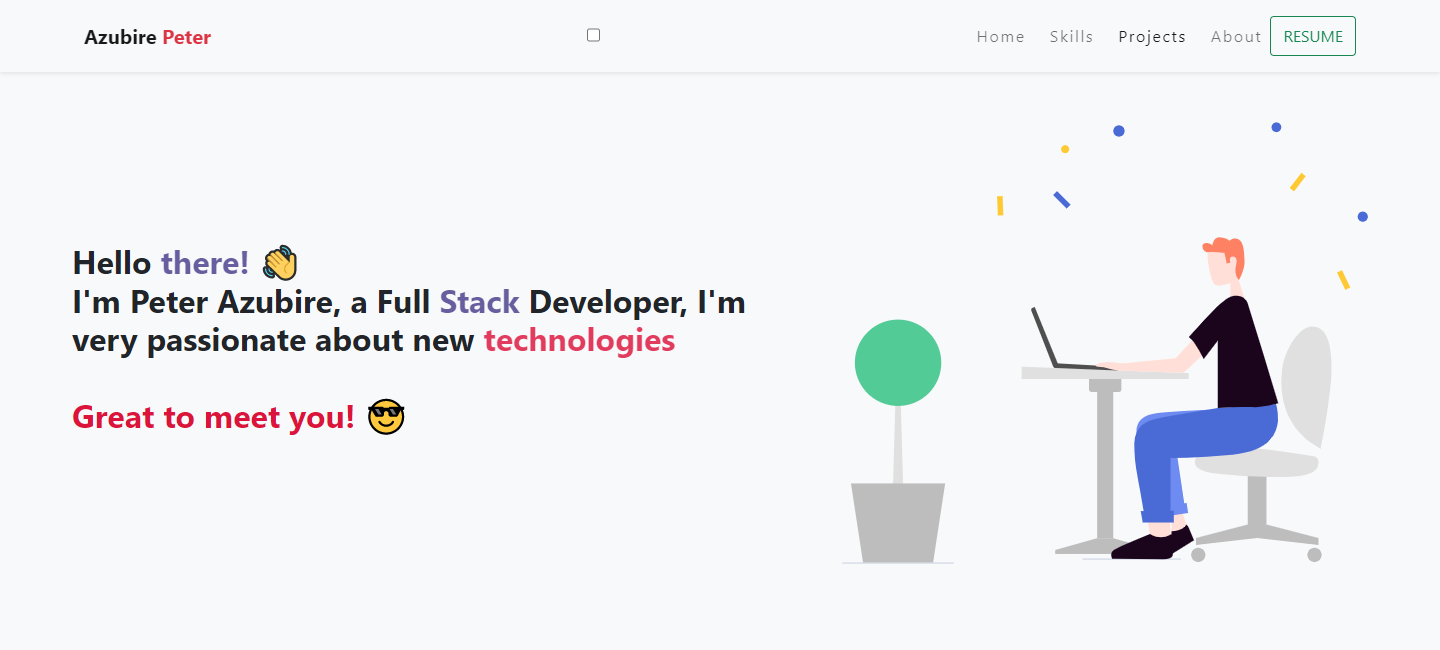 Azubire Peter
Home Skills Projects About RESUME
Hello there! 👋
I'm Peter Azubire, a Full Stack Developer, I'm
very passionate about new technologies
Great to meet you! 😎